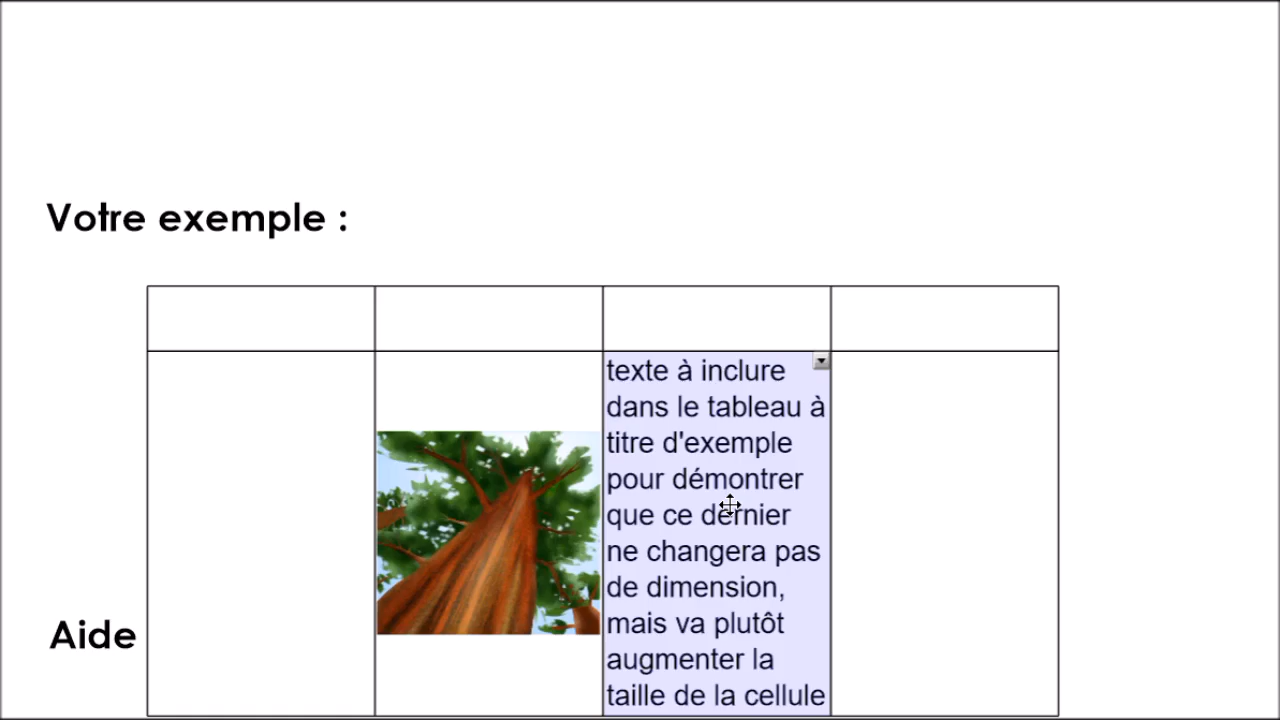 Votre exemple :
texte à inclure
dans le tableau à
titre d'exemple
pour démontrer
que ce dernier
ne changera pas
de dimension,
mais va plutôt
augmenter la
taille de la cellule
Aide